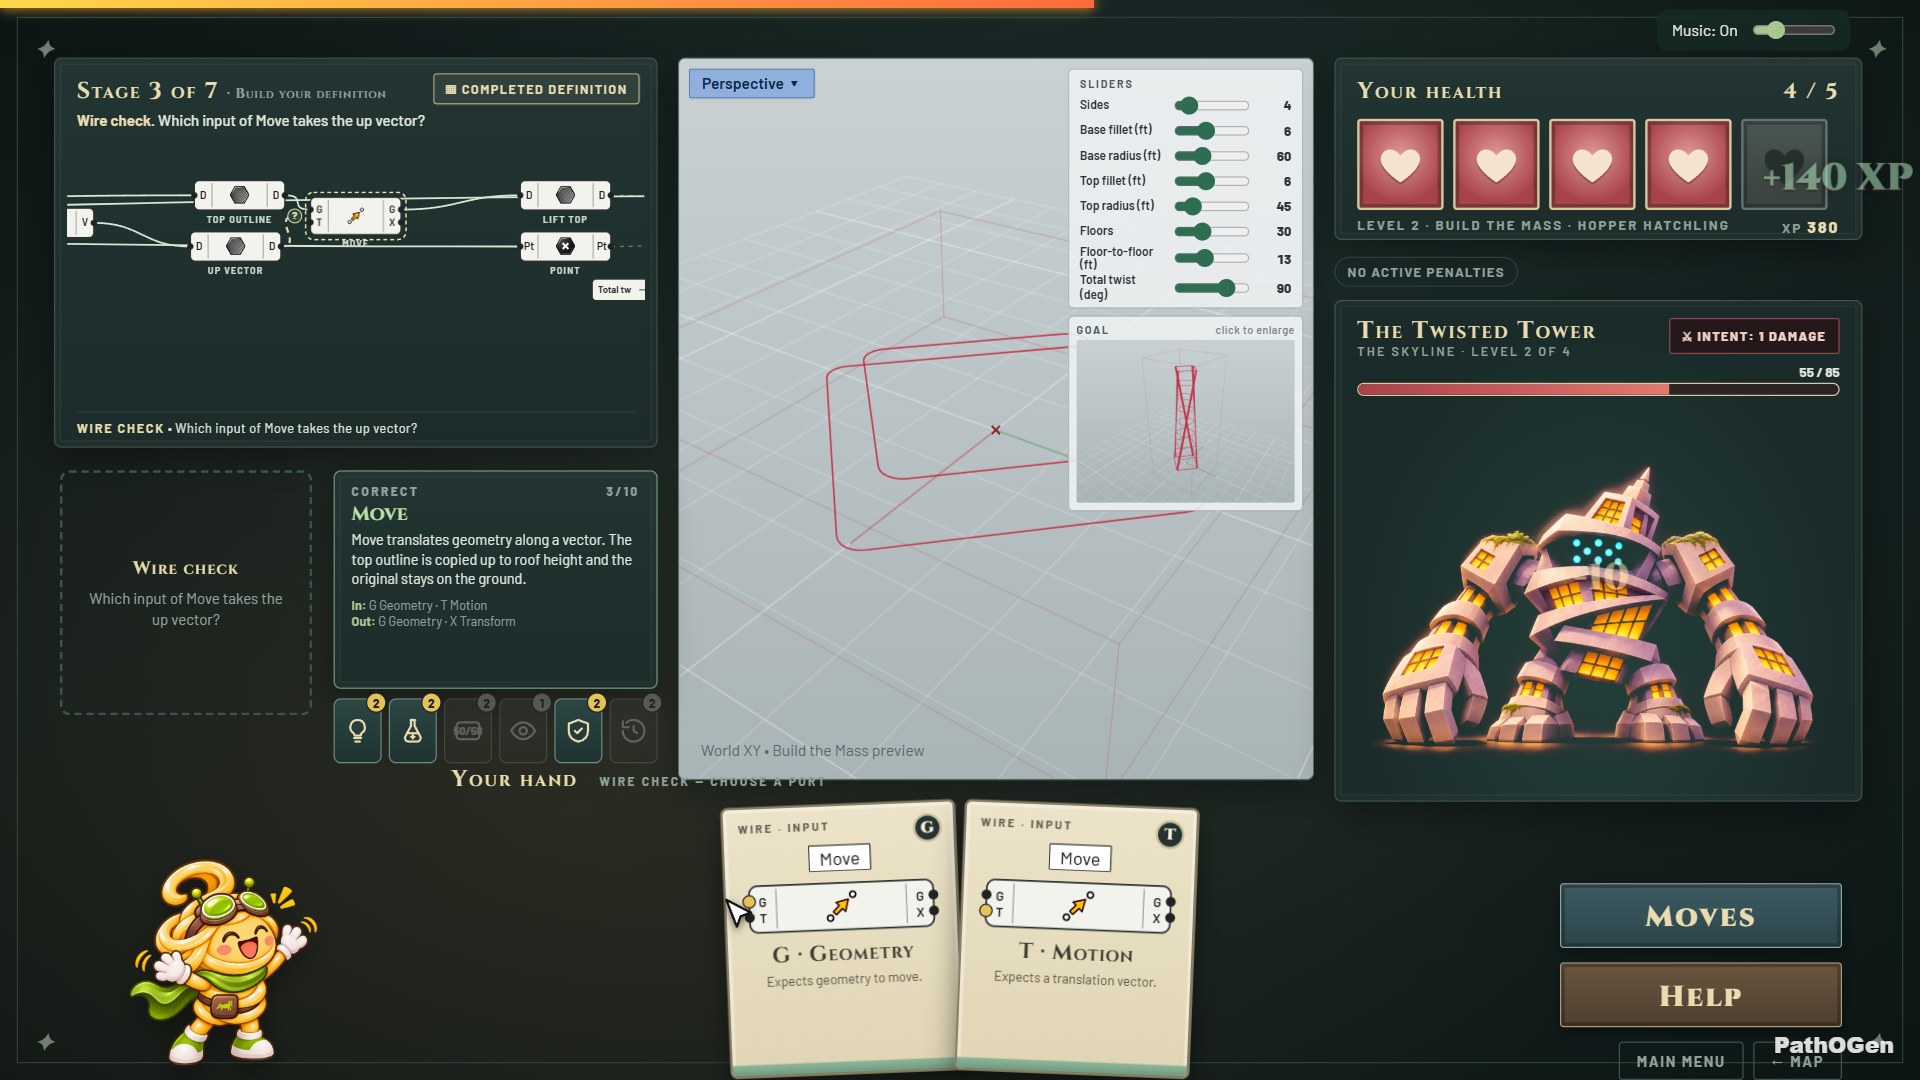 Music: On
STAGE 3 OF 7 · BUILD YOUR DEFINITION
COMPLETED DEFINITION
Wire check. Which input of Move takes the up vector?
D D
TOP OUTLINE
V
D D
UP VECTOR
?
G G
T X
MOVE
D D
LIFT TOP
Pt Pt
POINT
Total tw
WIRE CHECK • Which input of Move takes the up vector?
WIRE CHECK
Which input of Move takes the
up vector?
CORRECT 3/10
MOVE
Move translates geometry along a vector. The
top outline is copied up to roof height and the
original stays on the ground.
In: G Geometry · T Motion
Out: G Geometry · X Transform
2 2 2 1 2 2
50/50
Perspective ▼
SLIDERS
Sides 4
Base fillet (ft) 6
Base radius (ft) 60
Top fillet (ft) 6
Top radius (ft) 45
Floors 30
Floor-to-floor
(ft) 13
Total twist
(deg) 90
GOAL click to enlarge
World XY • Build the Mass preview
YOUR HEALTH 4 / 5
+140 XP
LEVEL 2 · BUILD THE MASS · HOPPER HATCHLING
XP 380
NO ACTIVE PENALTIES
THE TWISTED TOWER
THE SKYLINE · LEVEL 2 OF 4
INTENT: 1 DAMAGE
55 / 85
-10
YOUR HAND WIRE CHECK — CHOOSE A PORT
WIRE · INPUT G
Move
G G
T X
G · GEOMETRY
Expects geometry to move.
WIRE · INPUT T
Move
G G
T X
T · MOTION
Expects a translation vector.
MOVES
HELP
MAIN MENU
← MAP
PathOGen